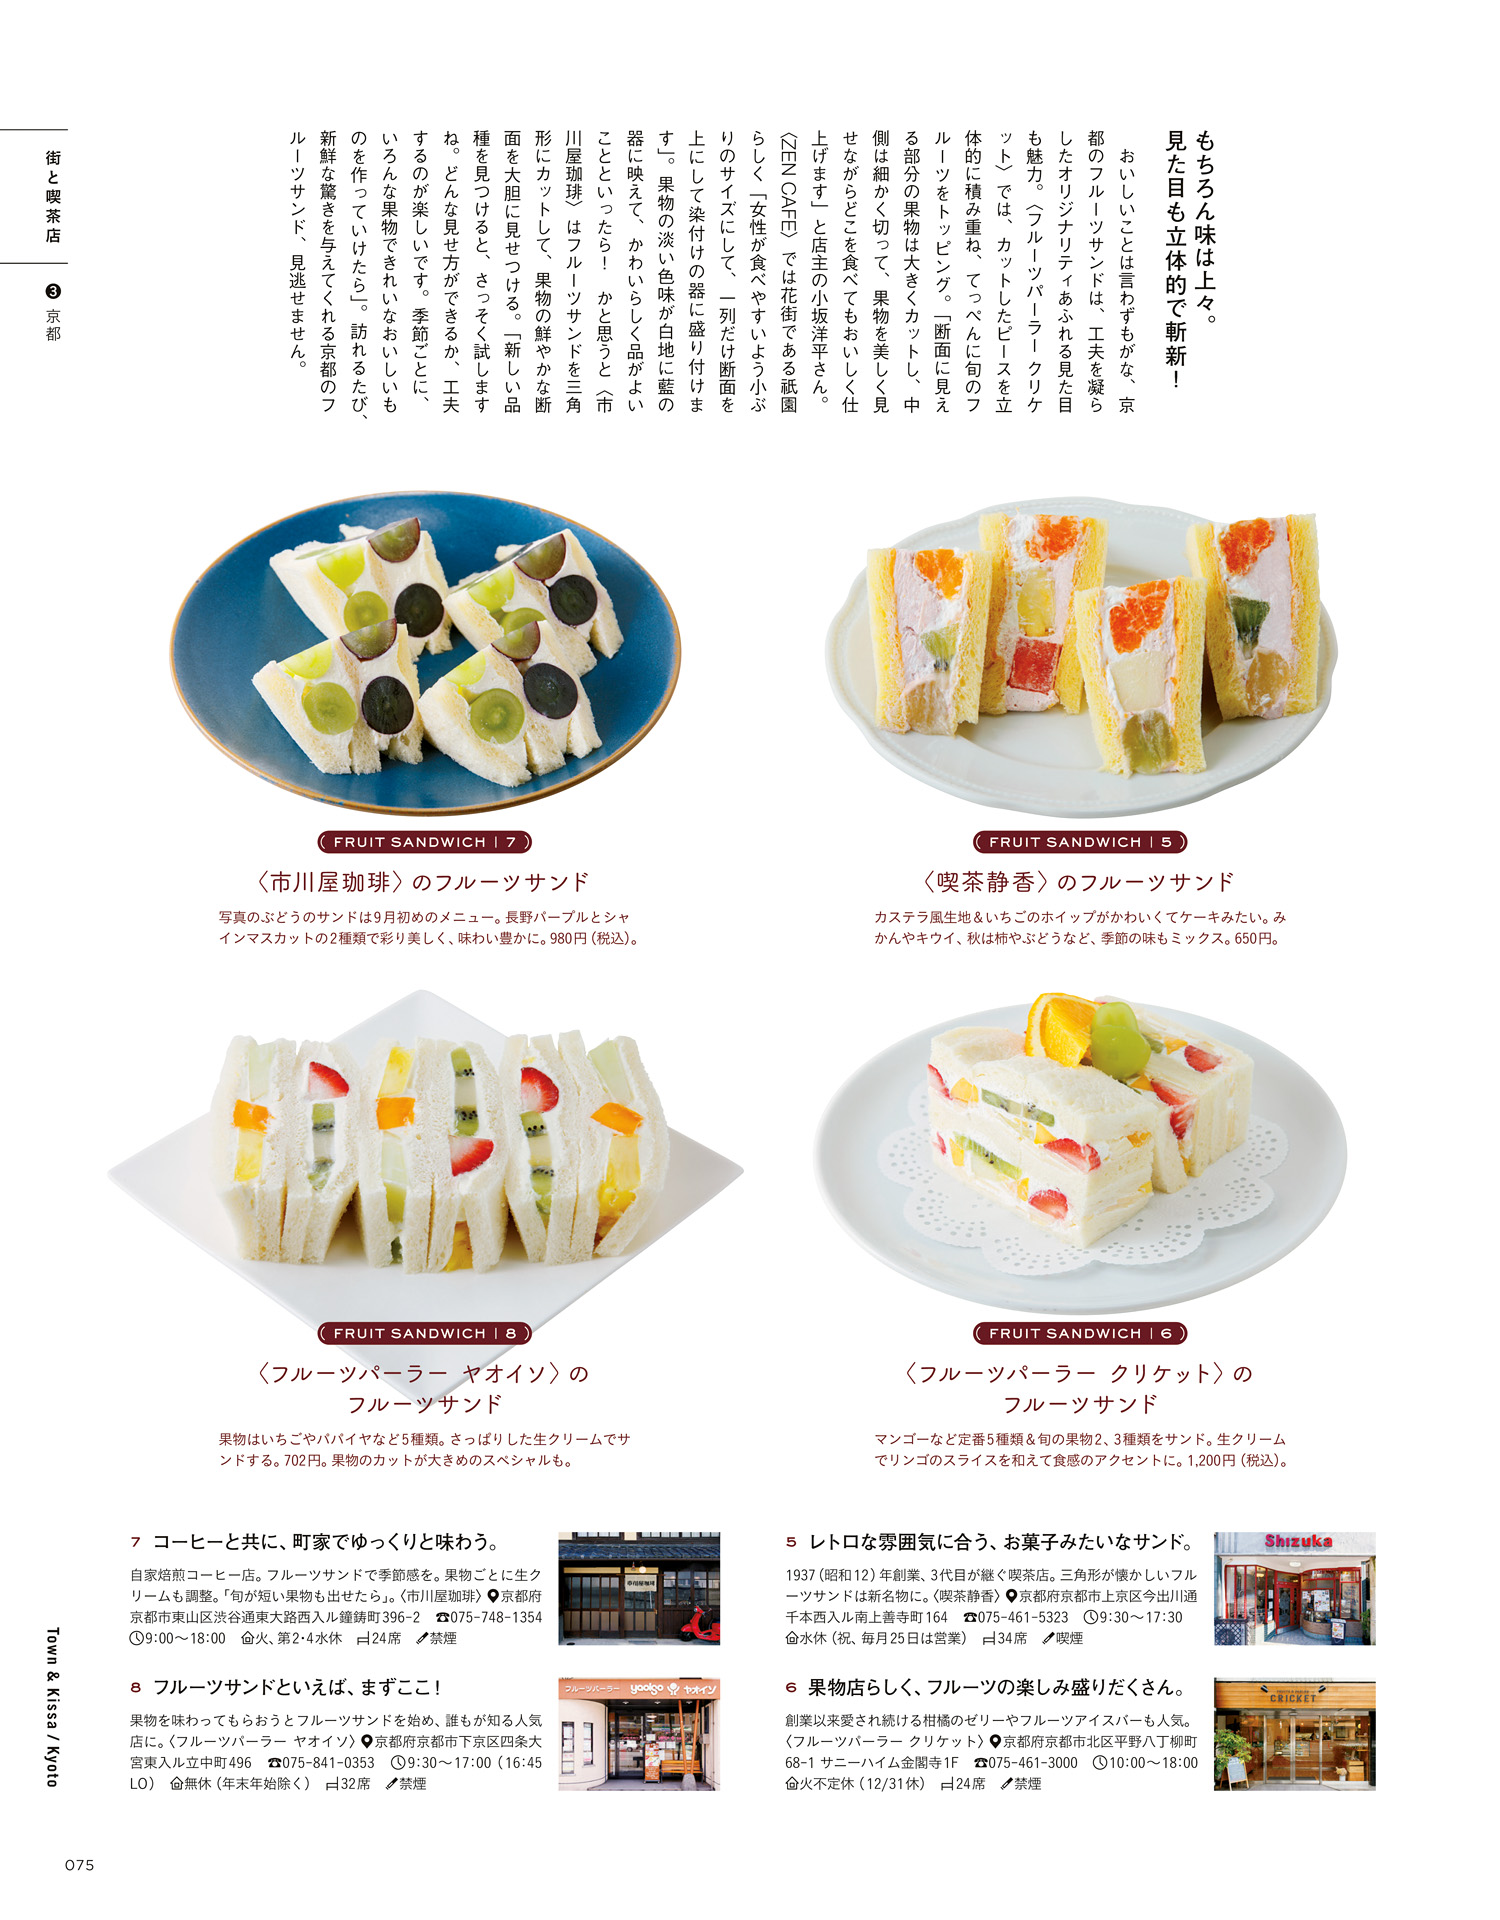 街と喫茶店
❸京都
もちろん味は上々。
見た目も立体的で斬新！
おいしいことは言わずもがな、京
都のフルーツサンドは、工夫を凝ら
したオリジナリティあふれる見た目
も魅力。〈フルーツパーラー クリケ
ット〉では、カットしたピースを立
体的に積み重ね、てっぺんに旬のフ
ルーツをトッピング。「断面に見え
る部分の果物は大きくカットし、中
側は細かく切って、果物を美しく見
せながらどこを食べてもおいしく仕
上げます」と店主の小坂洋平さん。
〈ZEN CAFE〉では花街である祇園
らしく「女性が食べやすいよう小ぶ
りのサイズにして、一列だけ断面を
上にして染付けの器に盛り付けま
す」。果物の淡い色味が白地に藍の
器に映えて、かわいらしく品がよい
ことといったら！ かと思うと〈市
川屋珈琲〉はフルーツサンドを三角
形にカットして、果物の鮮やかな断
面を大胆に見せつける。「新しい品
種を見つけると、さっそく試します
ね。どんな見せ方ができるか、工夫
するのが楽しいです。季節ごとに、
いろんな果物できれいなおいしいも
のを作っていけたら」。訪れるたび、
新鮮な驚きを与えてくれる京都のフ
ルーツサンド、見逃せません。
FRUIT SANDWICH | 7
〈市川屋珈琲〉のフルーツサンド
写真のぶどうのサンドは9月初めのメニュー。長野パープルとシャ
インマスカットの2種類で彩り美しく、味わい豊かに。980円（税込）。
FRUIT SANDWICH | 5
〈喫茶静香〉のフルーツサンド
カステラ風生地＆いちごのホイップがかわいくてケーキみたい。み
かんやキウイ、秋は柿やぶどうなど、季節の味もミックス。650円。
FRUIT SANDWICH | 8
〈フルーツパーラー ヤオイソ〉の
フルーツサンド
果物はいちごやパパイヤなど5種類。さっぱりした生クリームでサ
ンドする。702円。果物のカットが大きめのスペシャルも。
FRUIT SANDWICH | 6
〈フルーツパーラー クリケット〉の
フルーツサンド
マンゴーなど定番5種類＆旬の果物2、3種類をサンド。生クリーム
でリンゴのスライスを和えて食感のアクセントに。1,200円（税込）。
7 コーヒーと共に、町家でゆっくりと味わう。
自家焙煎コーヒー店。フルーツサンドで季節感を。果物ごとに生ク
リームも調整。「旬が短い果物も出せたら」。〈市川屋珈琲〉京都府
京都市東山区渋谷通東大路西入ル鐘鋳町396-2 ☎075-748-1354
9:00〜18:00 火、第2・4水休 24席 禁煙
市川屋珈琲
5 レトロな雰囲気に合う、お菓子みたいなサンド。
1937（昭和12）年創業、3代目が継ぐ喫茶店。三角形が懐かしいフル
ーツサンドは新名物に。〈喫茶静香〉京都府京都市上京区今出川通
千本西入ル南上善寺町164 ☎075-461-5323 9:30〜17:30
水休（祝、毎月25日は営業） 34席 喫煙
Shizuka
8 フルーツサンドといえば、まずここ！
果物を味わってもらおうとフルーツサンドを始め、誰もが知る人気
店に。〈フルーツパーラー ヤオイソ〉京都府京都市下京区四条大
宮東入ル立中町496 ☎075-841-0353 9:30〜17:00（16:45
LO） 無休（年末年始除く） 32席 禁煙
フルーツパーラー yaoiso ヤオイソ
6 果物店らしく、フルーツの楽しみ盛りだくさん。
創業以来愛され続ける柑橘のゼリーやフルーツアイスバーも人気。
〈フルーツパーラー クリケット〉京都府京都市北区平野八丁柳町
68-1 サニーハイム金閣寺1F ☎075-461-3000 10:00〜18:00
火不定休（12/31休） 24席 禁煙
CRICKET
Town & Kissa / Kyoto
075